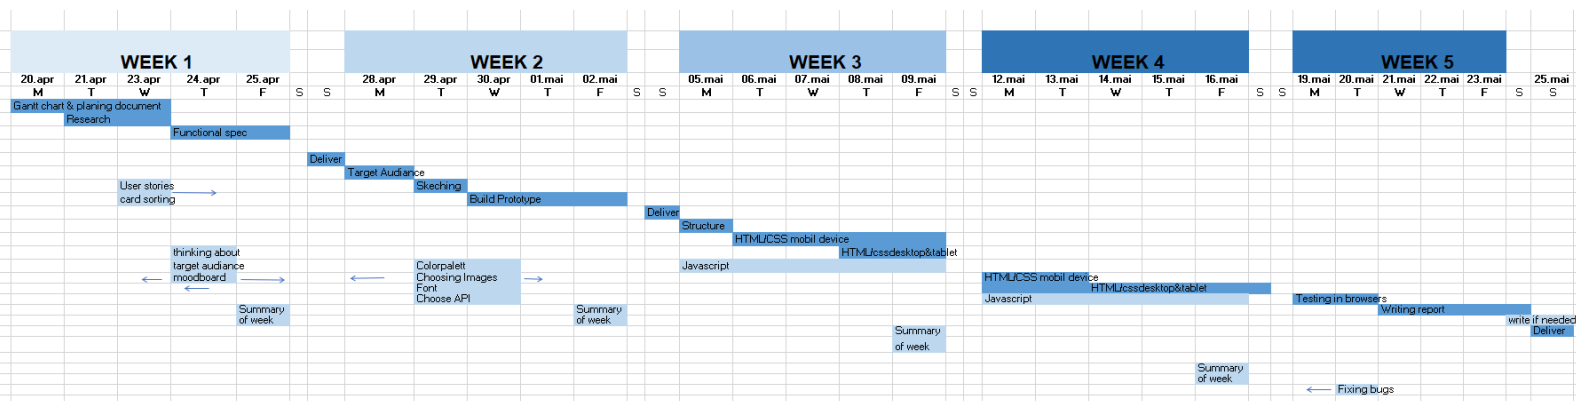 WEEK 1 WEEK 2 WEEK 3 WEEK 4 WEEK 5
20.apr 21.apr 23.apr 24.apr 25.apr 28.apr 29.apr 30.apr 01.mai 02.mai 05.mai 06.mai 07.mai 08.mai 09.mai 12.mai 13.mai 14.mai 15.mai 16.mai 19.mai 20.mai 21.mai 22.mai 23.mai 25.mai
M T W T F S S M T W T F S S M T W T F S S M T W T F S S M T W T F S S
Gantt chart & planing document
Research
Functional spec
Deliver
Target Audiance
User stories Skeching
card sorting Build Prototype
Deliver
Structure
HTML/CSS mobil device
thinking about HTML/cssdesktop&tablet
target audiance Colorpalett Javascript
moodboard Choosing Images HTML/CSS mobil device
Font HTML/cssdesktop&tablet
Choose API Javascript Testing in browsers
Summary Summary Writing report
of week of week write if needed
Summary Deliver
of week
Summary
of week
Fixing bugs